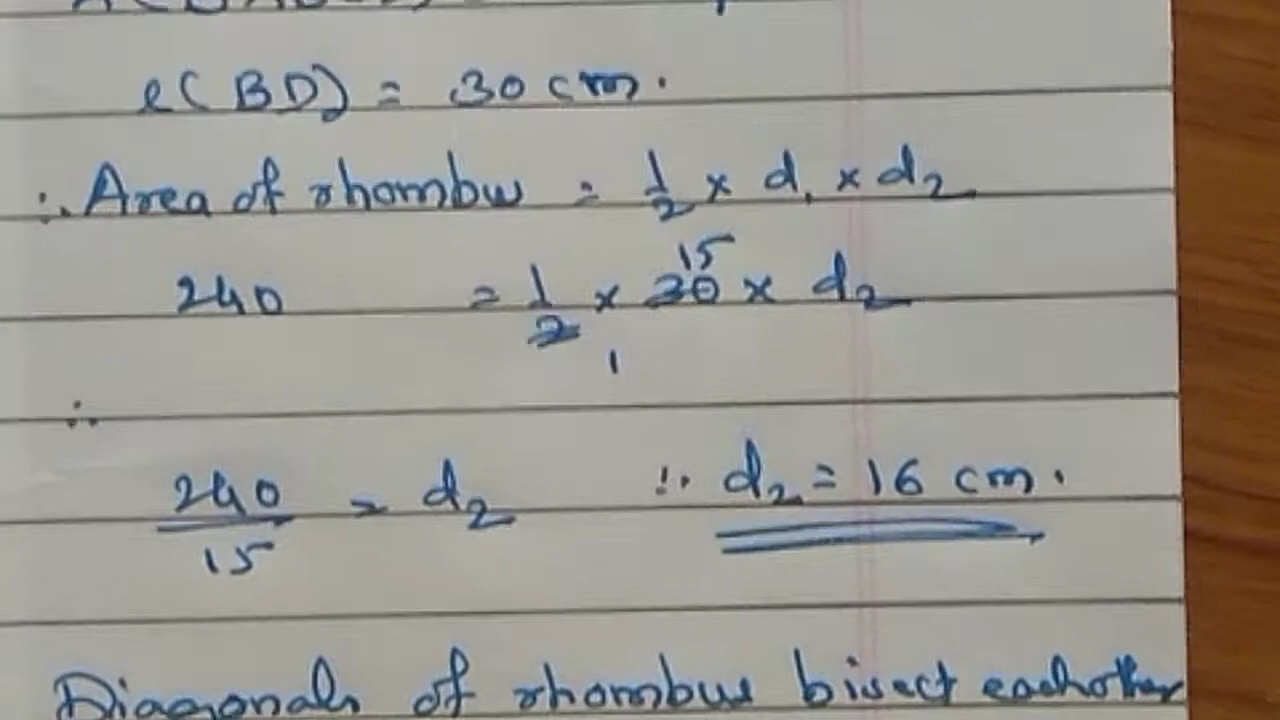 l(BD) = 30 cm.
∴ Area of rhombus = 1/2 × d₁ × d₂
240 = 1/2 × 30 × d₂ 15 1
∴
240/15 = d₂ ∴ d₂ = 16 cm.
Diagonals of rhombus bisect eachother